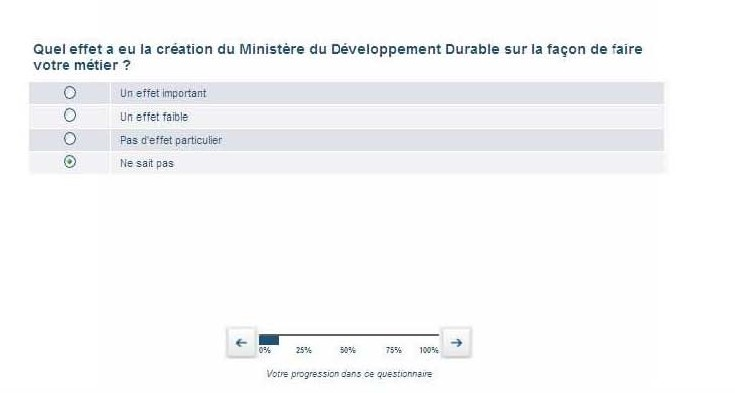 Quel effet a eu la création du Ministère du Développement Durable sur la façon de faire
votre métier ?
Un effet important
Un effet faible
Pas d'effet particulier
Ne sait pas
0% 25% 50% 75% 100%
Votre progression dans ce questionnaire